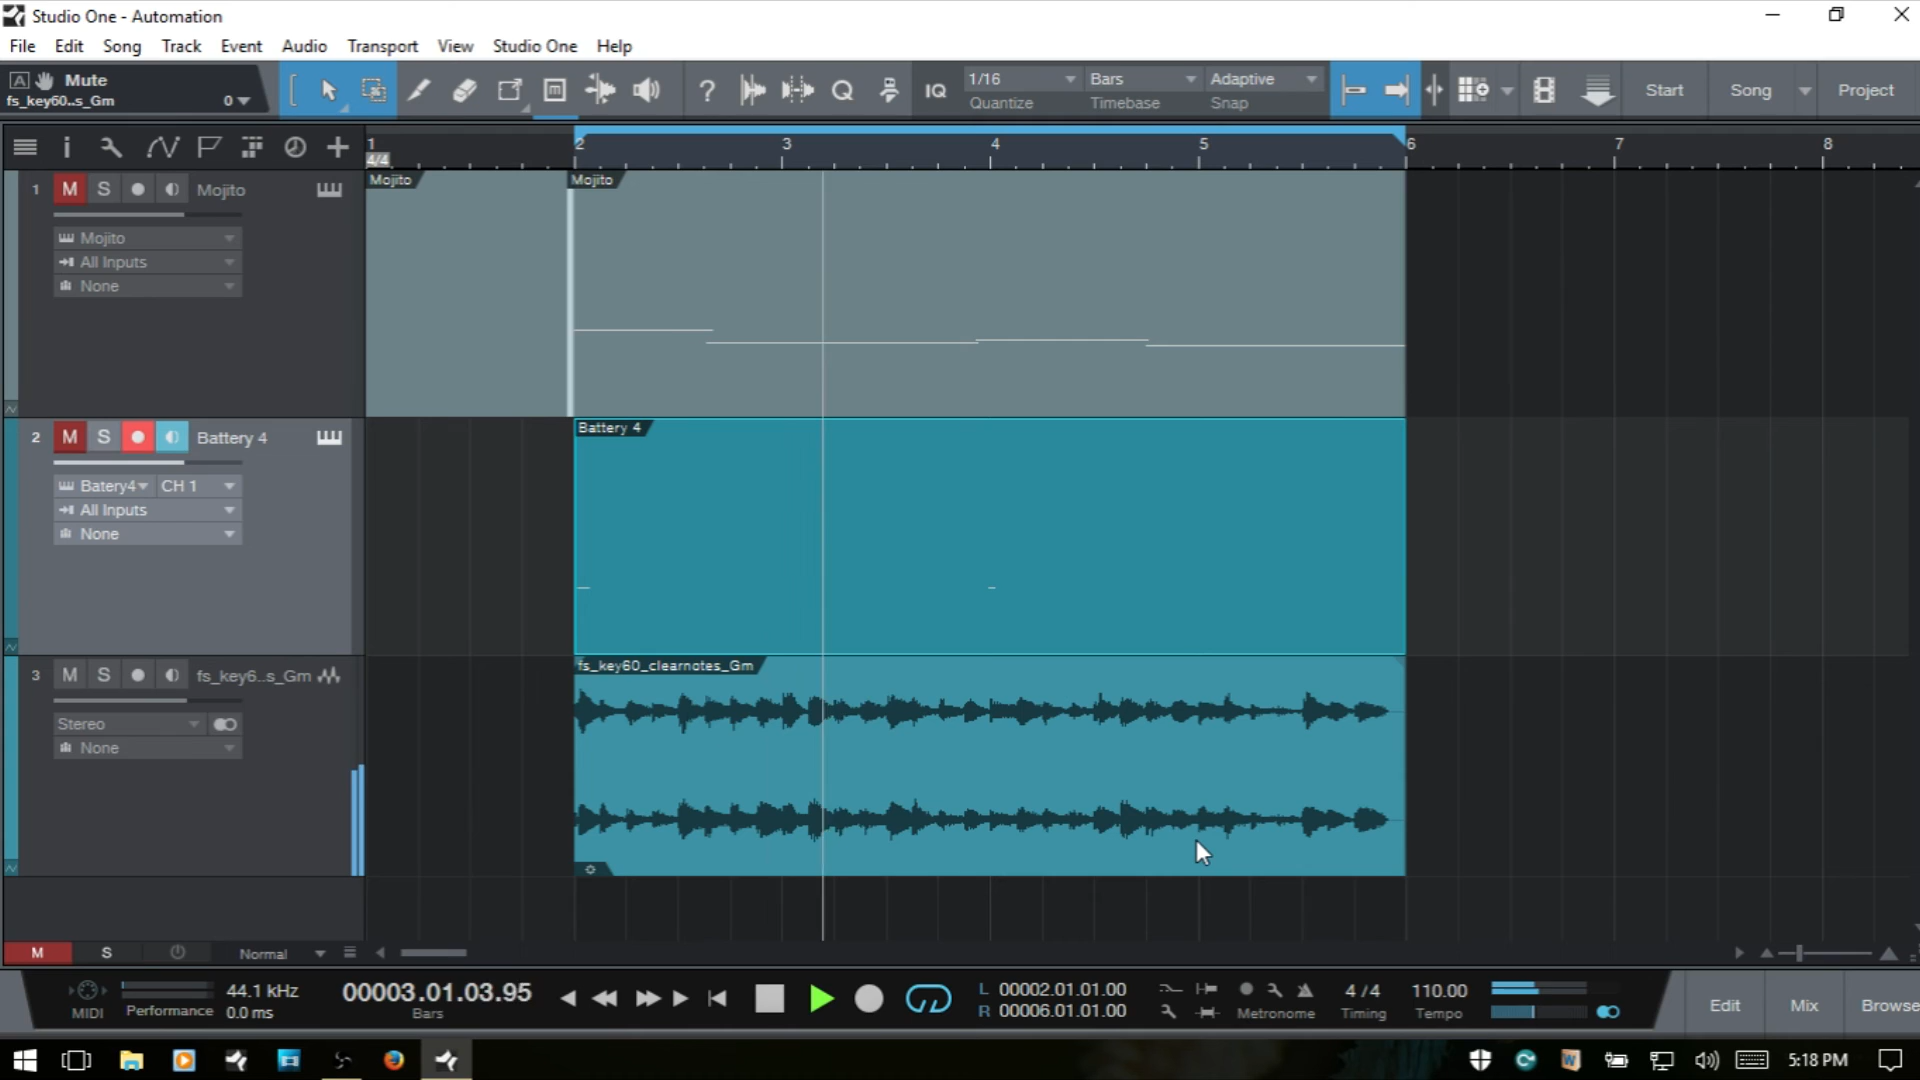 Studio One - Automation
File Edit Song Track Event Audio Transport View Studio One Help
A Mute
fs_key60..s_Gm 0
? Q IQ
1/16 Bars Adaptive
Quantize Timebase Snap
Start Song Project
1 2 3 4 5 6 7 8
4/4
1 M S Mojito
Mojito
All Inputs
None
Mojito Mojito
2 M S Battery 4
Batery4 CH 1
All Inputs
None
Battery 4
3 M S fs_key6..s_Gm
Stereo
None
fs_key60_clearnotes_Gm
M S Normal
MIDI
Performance
44.1 kHz
0.0 ms
00003.01.03.95
Bars
L 00002.01.01.00
R 00006.01.01.00
Metronome
4 / 4
Timing
110.00
Tempo
Edit Mix Browse
5:18 PM